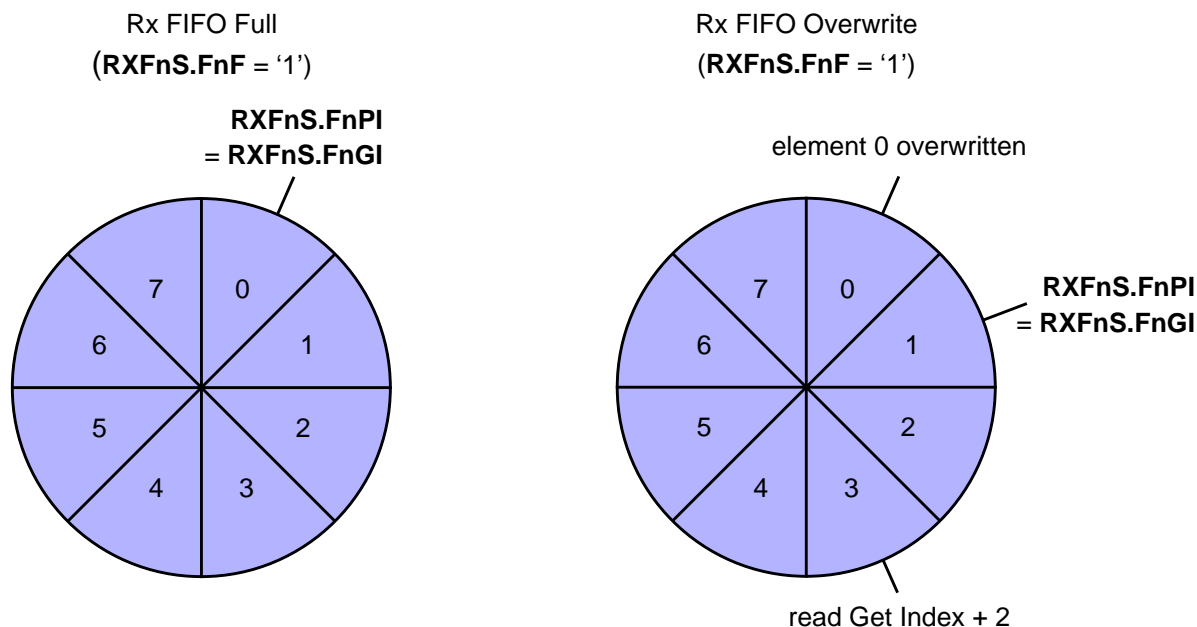 Rx FIFO Full
(RXFnS.FnF = ‘1’)
RXFnS.FnPI
= RXFnS.FnGI
7
0
6
1
5
2
4
3
Rx FIFO Overwrite
(RXFnS.FnF = ‘1’)
element 0 overwritten
RXFnS.FnPI
= RXFnS.FnGI
7
0
6
1
5
2
4
3
read Get Index + 2